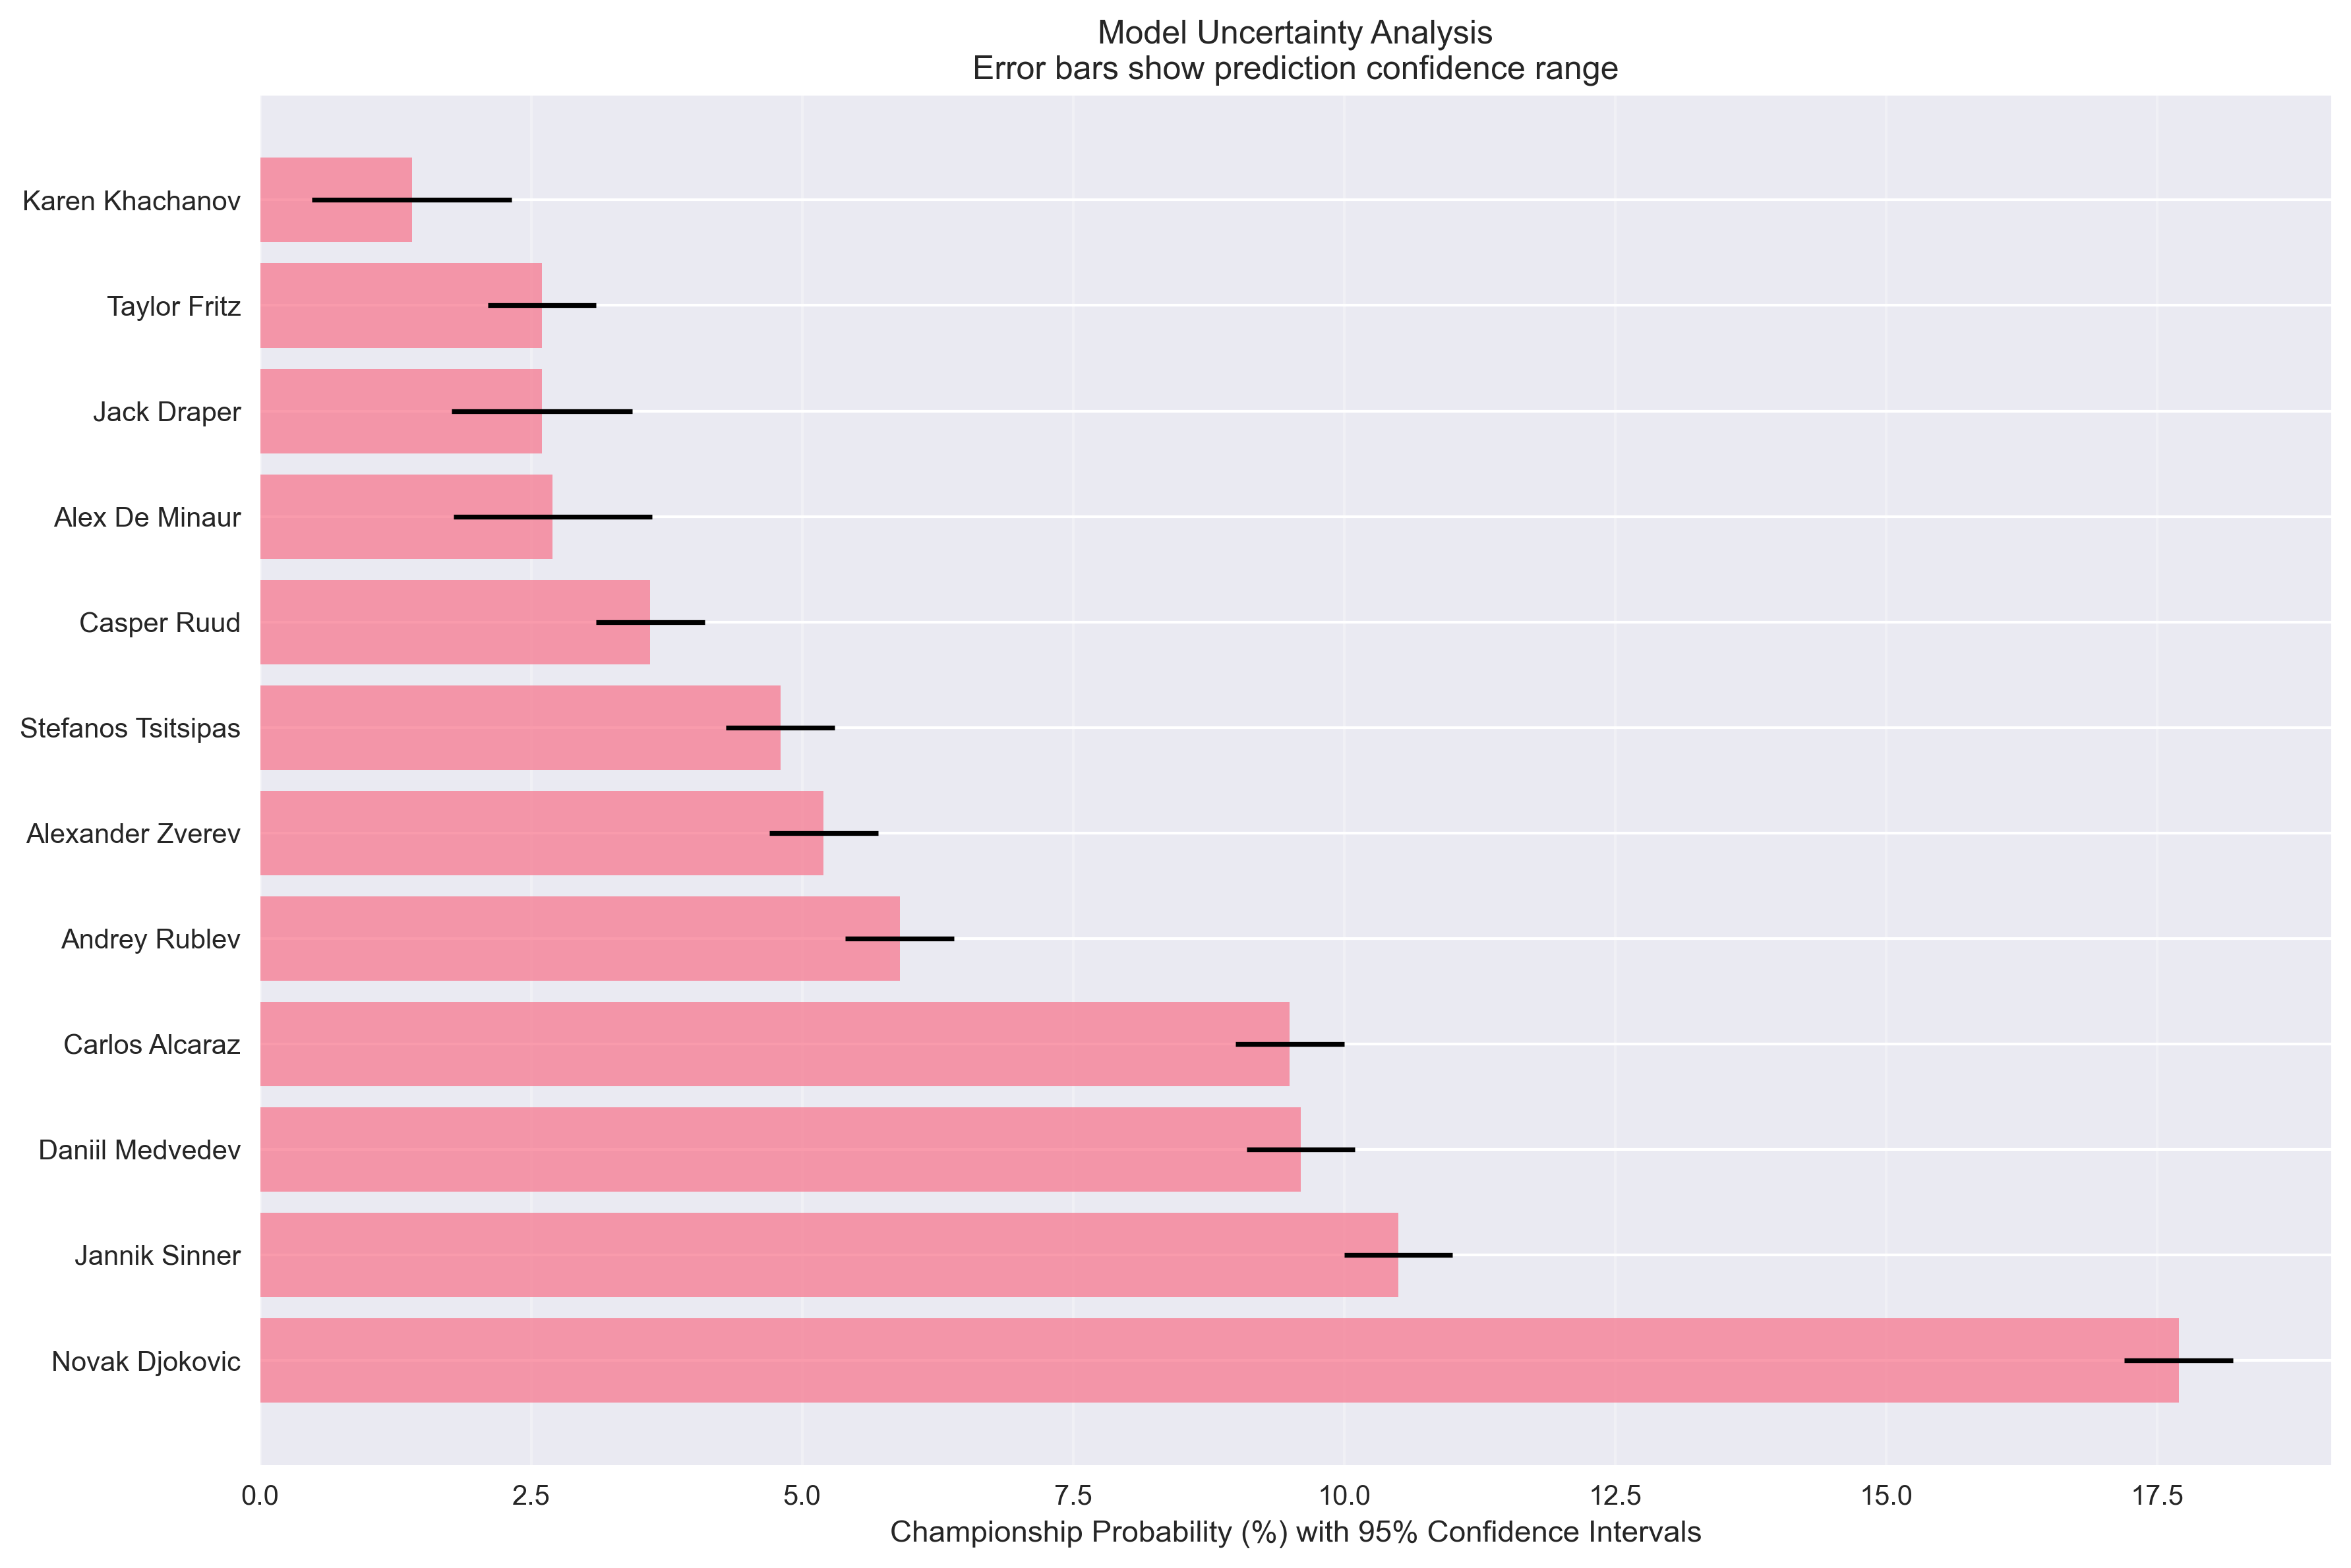 Model Uncertainty Analysis
Error bars show prediction confidence range
Karen Khachanov
Taylor Fritz
Jack Draper
Alex De Minaur
Casper Ruud
Stefanos Tsitsipas
Alexander Zverev
Andrey Rublev
Carlos Alcaraz
Daniil Medvedev
Jannik Sinner
Novak Djokovic
0.0 2.5 5.0 7.5 10.0 12.5 15.0 17.5
Championship Probability (%) with 95% Confidence Intervals